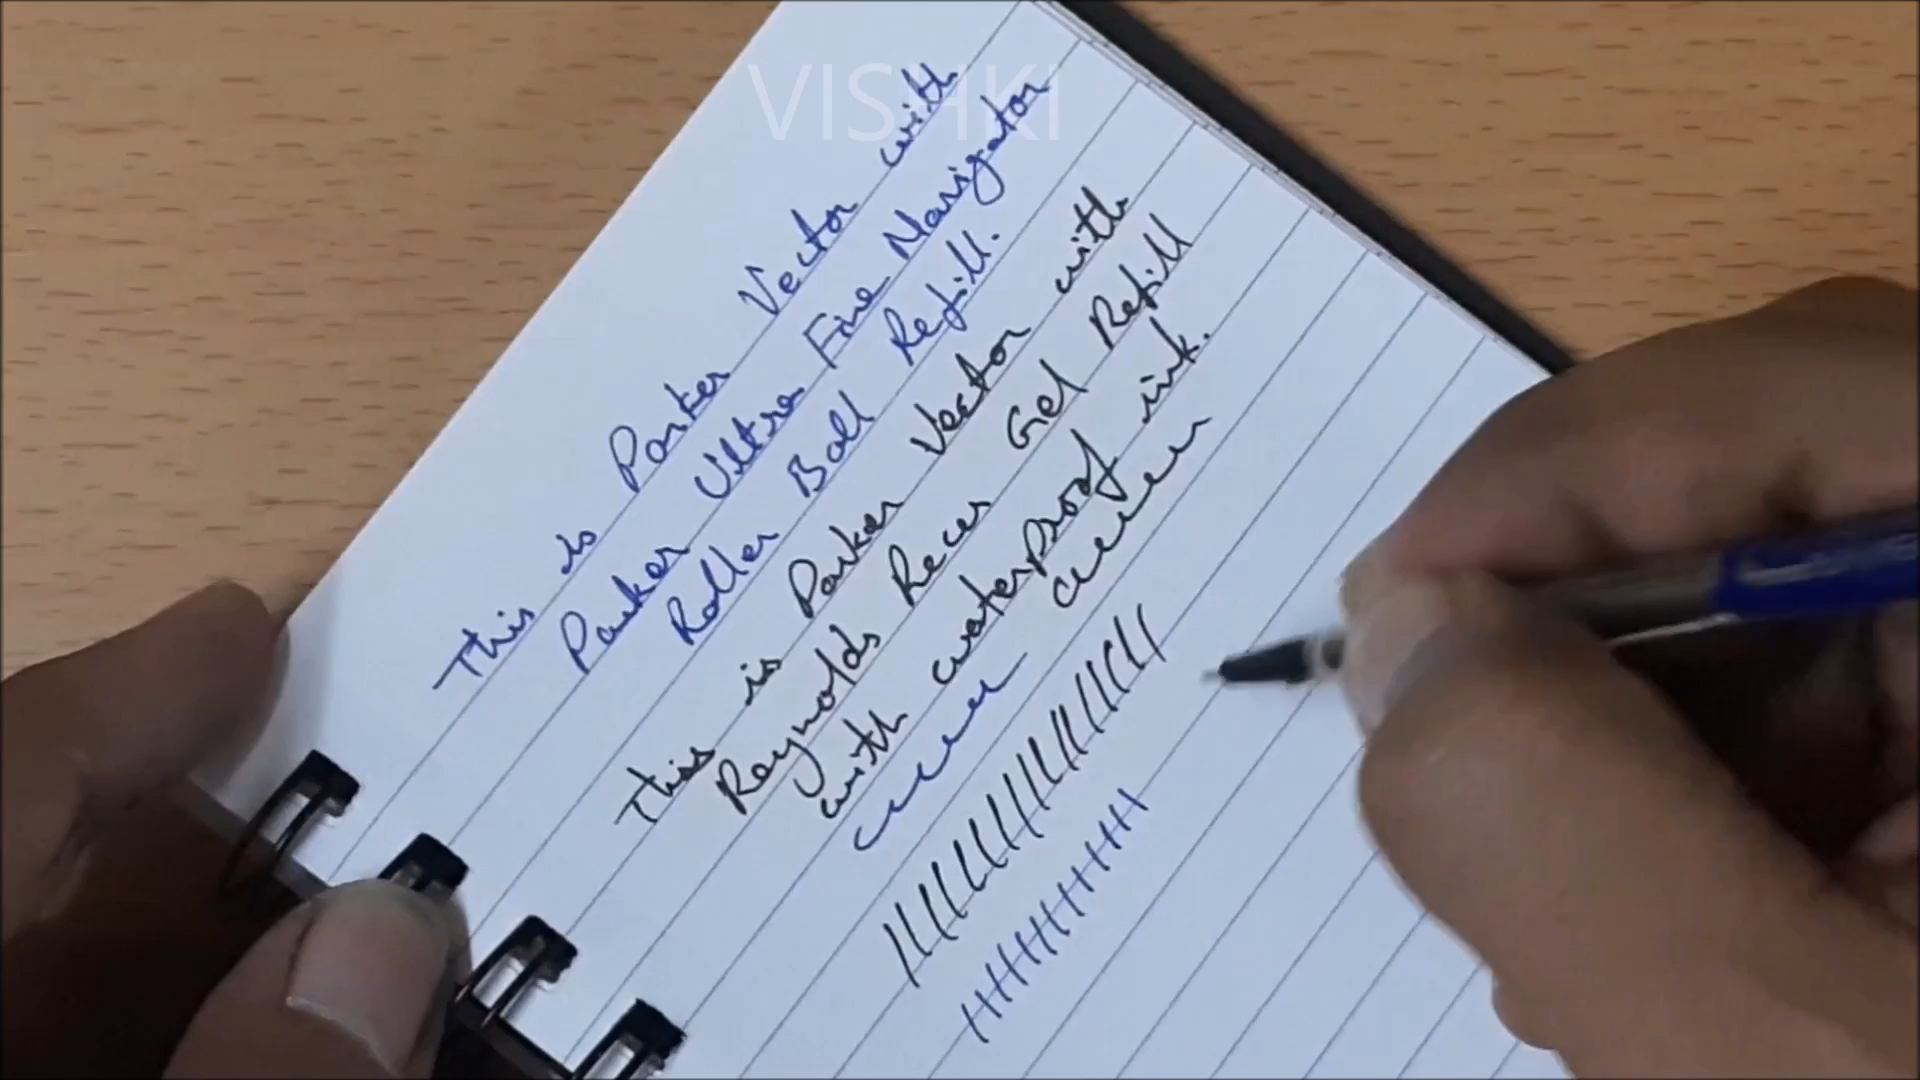 VISHKI
This is Parker Vector with
Parker Ultra Fine Navigator
Roller Ball Refill.
This is Parker Vector with
Reynolds Racer Gel Refill
with waterproof ink.